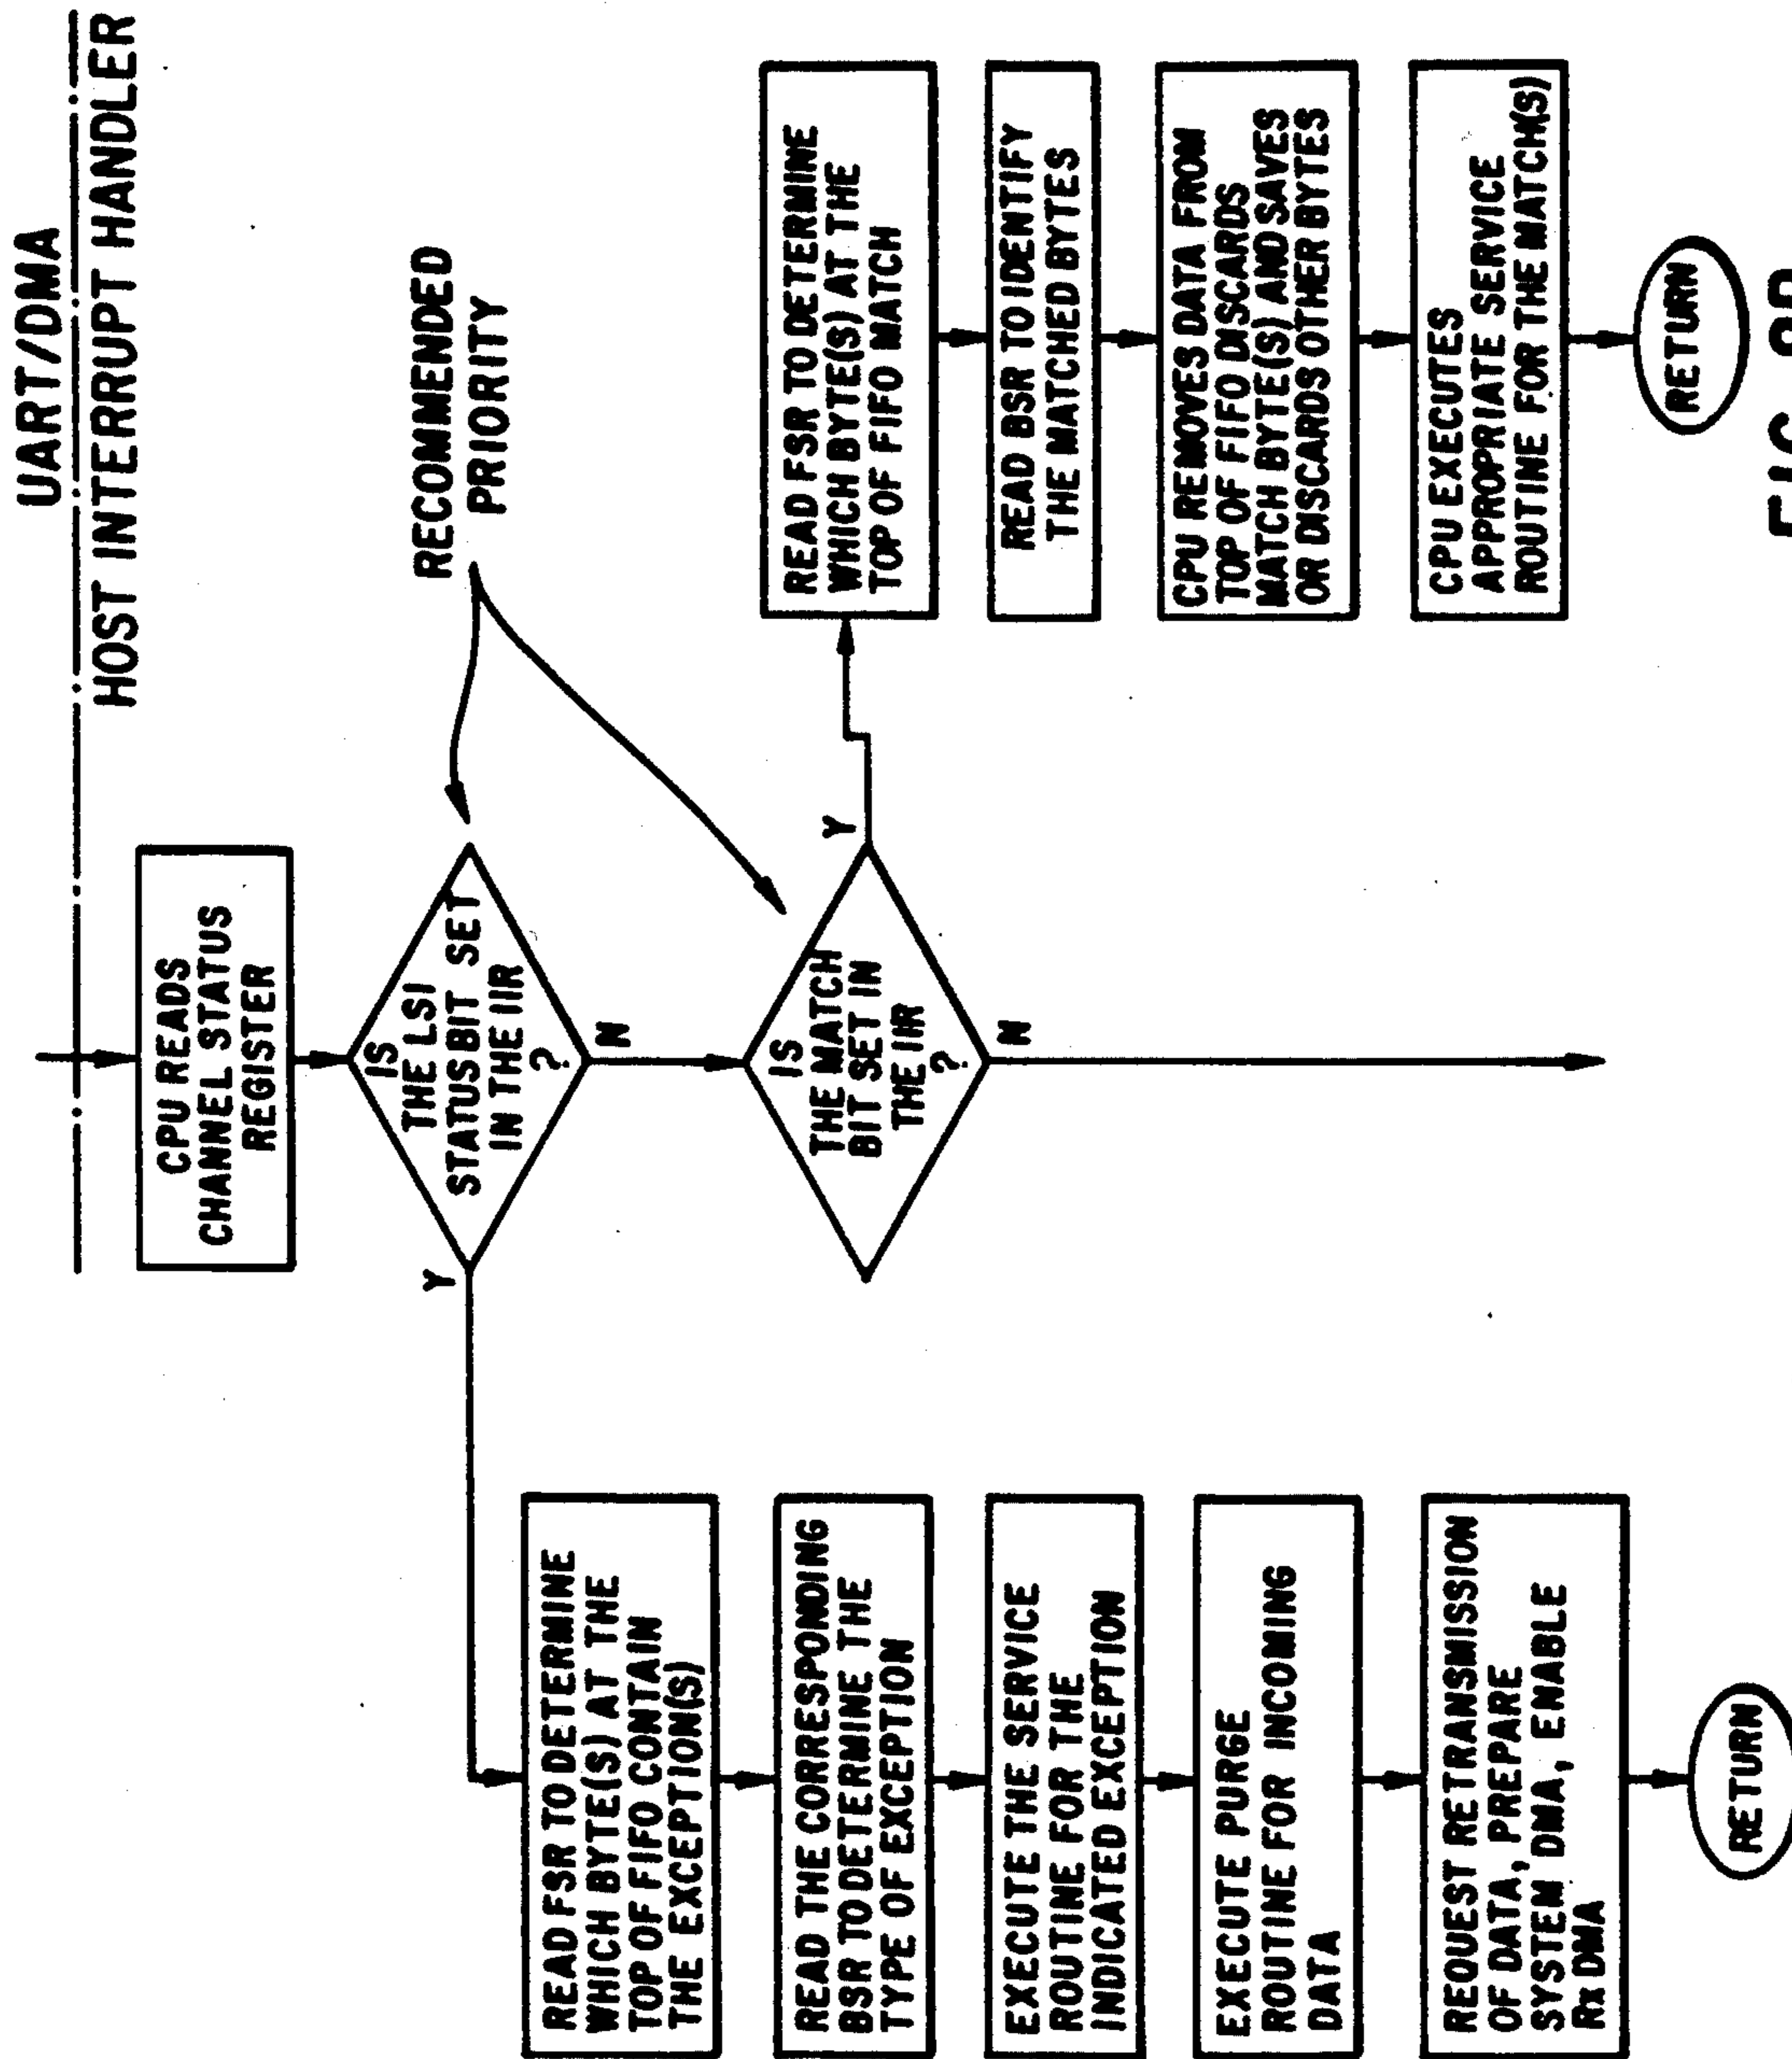 UART/DMA
HOST INTERRUPT HANDLER
CPU READS
CHANNEL STATUS
REGISTER
RECOMMENDED
PRIORITY
IS
THE LSI
STATUS BIT SET
IN THE IIR
?
Y
N
IS
THE MATCH
BIT SET IN
THE IIR
?
Y
N
READ FSR TO DETERMINE
WHICH BYTE(S) AT THE
TOP OF FIFO CONTAIN
THE EXCEPTION(S)
READ THE CORRESPONDING
BSR TO DETERMINE THE
TYPE OF EXCEPTION
EXECUTE THE SERVICE
ROUTINE FOR THE
INDICATED EXCEPTION
EXECUTE PURGE
ROUTINE FOR INCOMING
DATA
REQUEST RETRANSMISSION
OF DATA, PREPARE
SYSTEM DMA, ENABLE
Rx DMA
RETURN
READ FSR TO DETERMINE
WHICH BYTE(S) AT THE
TOP OF FIFO MATCH
READ BSR TO IDENTIFY
THE MATCHED BYTES
CPU REMOVES DATA FROM
TOP OF FIFO DISCARDS
MATCH BYTE(S) AND SAVES
OR DISCARDS OTHER BYTES
CPU EXECUTES
APPROPRIATE SERVICE
ROUTINE FOR THE MATCH(S)
RETURN